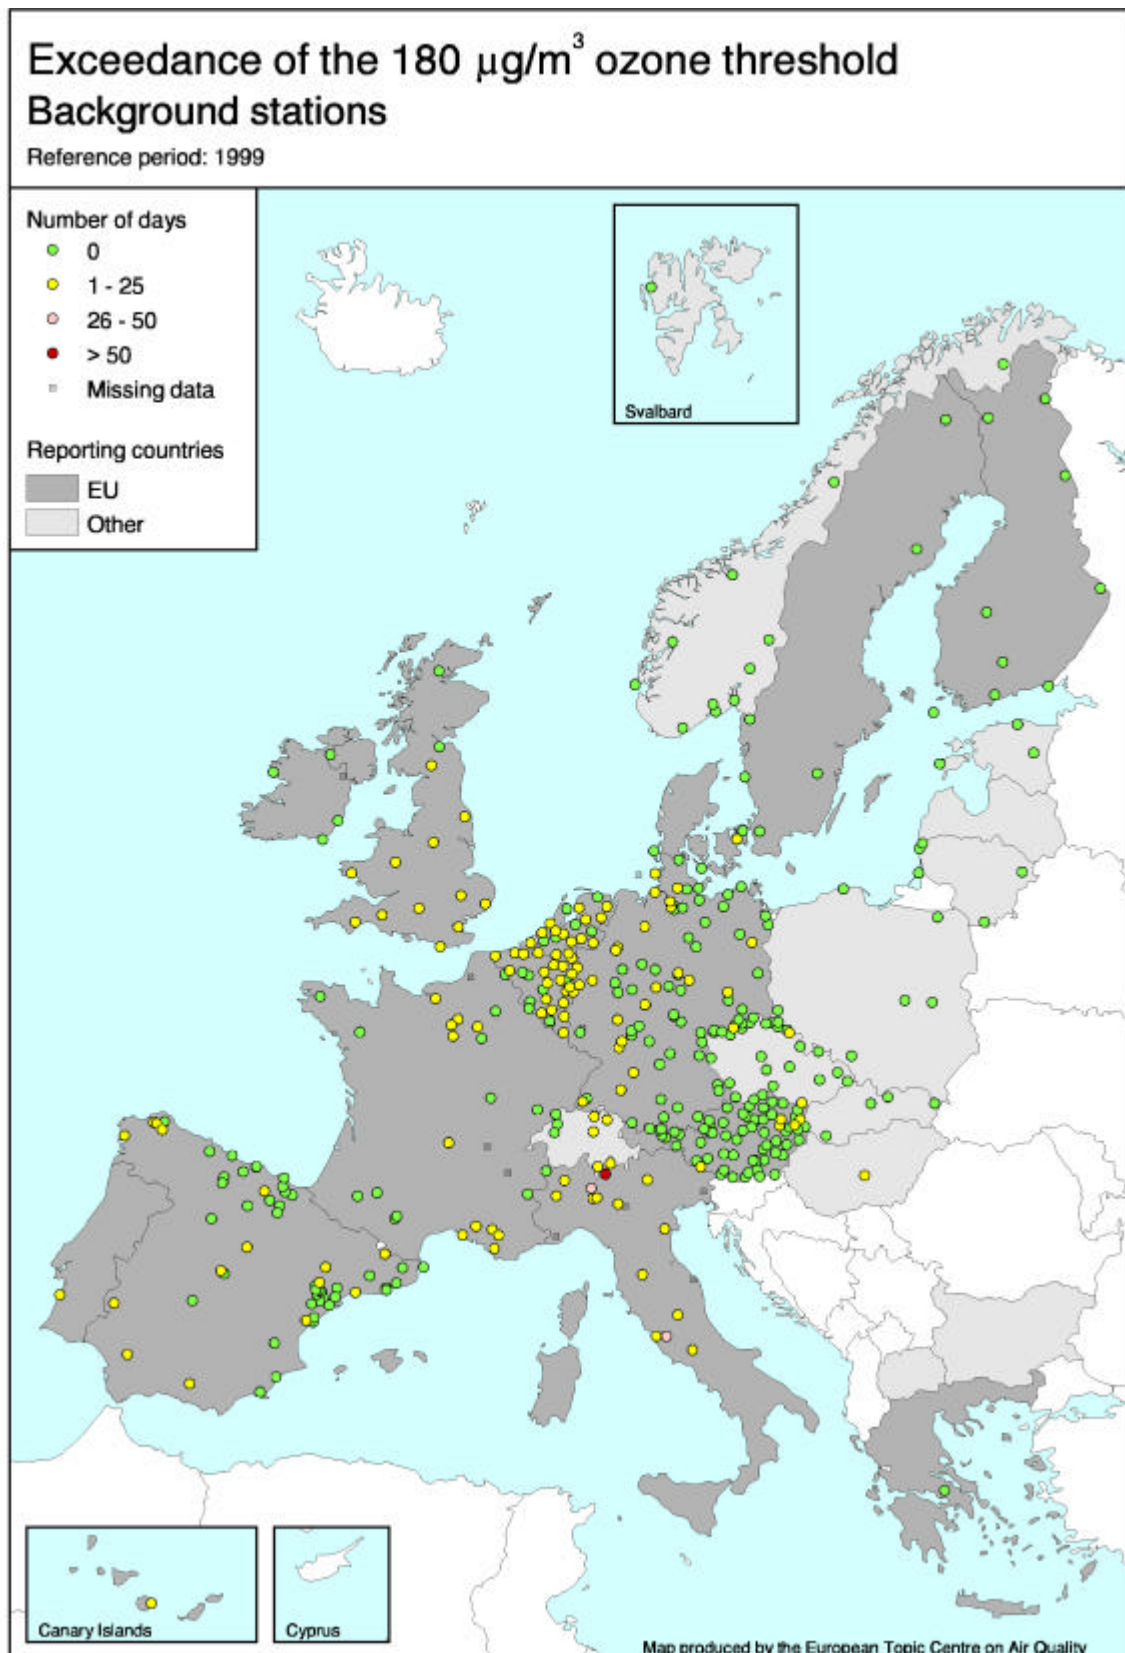 Exceedance of the 180 µg/m³ ozone threshold
Background stations
Reference period: 1999
Number of days
0
1 - 25
26 - 50
> 50
Missing data
Reporting countries
EU
Other
Svalbard
Canary Islands
Cyprus
Map produced by the European Topic Centre on Air Quality